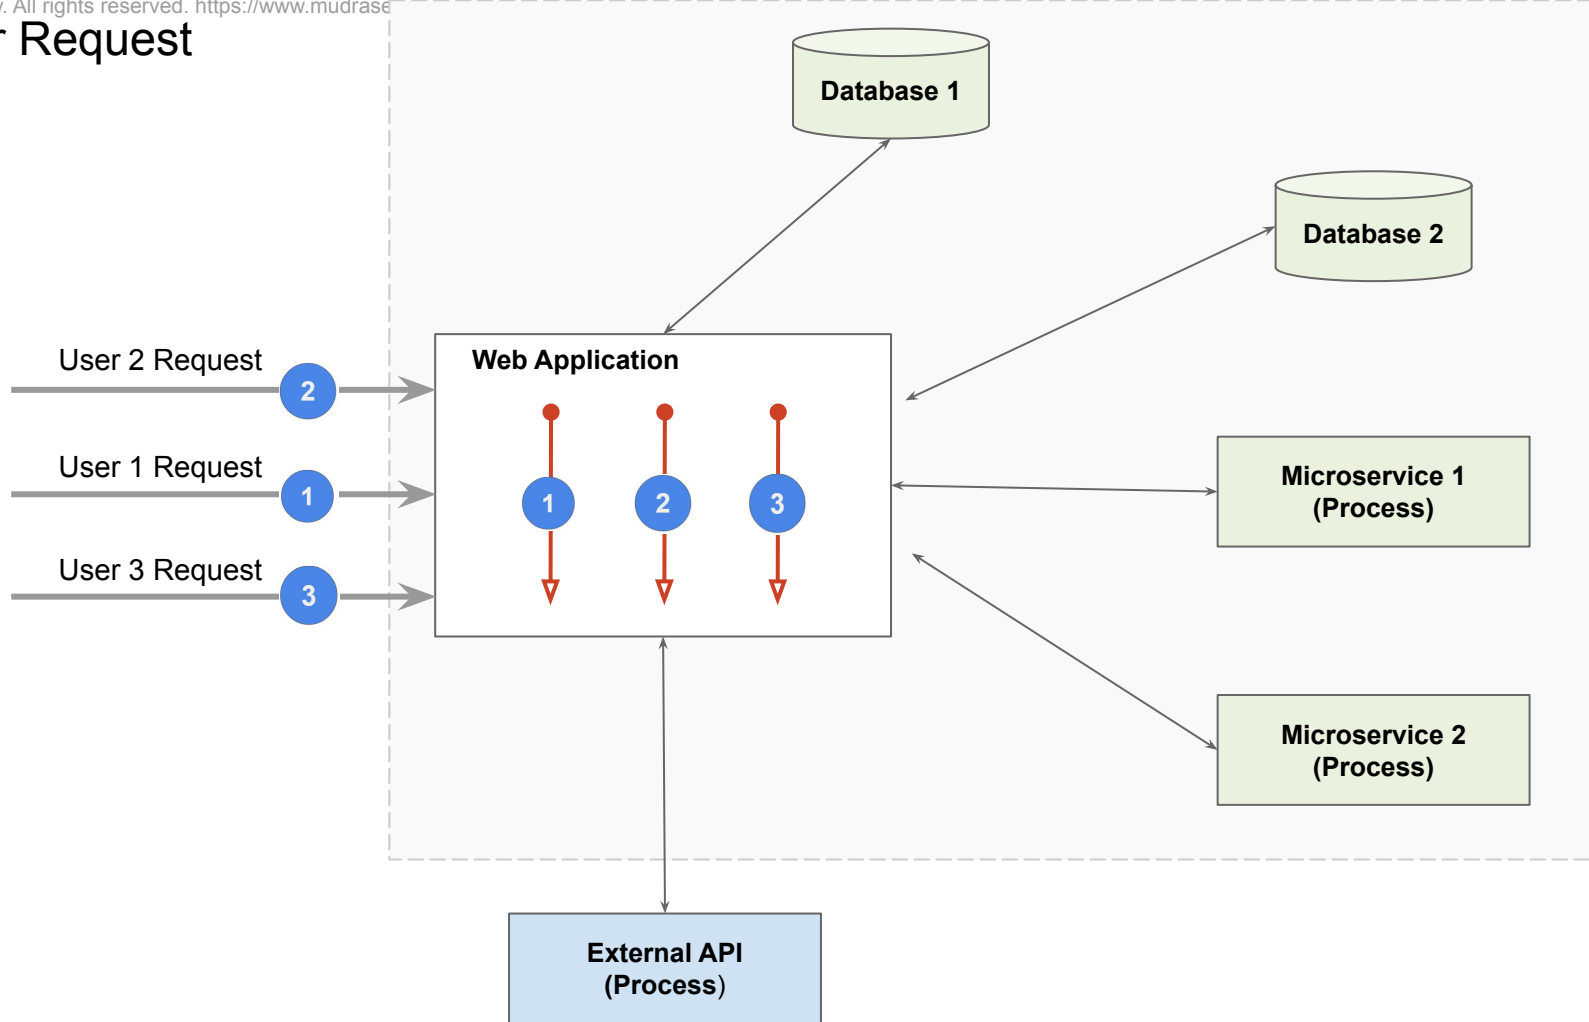 . All rights reserved. https://www.mudrase
Request
Database 1
Database 2
User 2 Request
2
Web Application
User 1 Request
1
1
2
3
Microservice 1
(Process)
User 3 Request
3
Microservice 2
(Process)
External API
(Process)